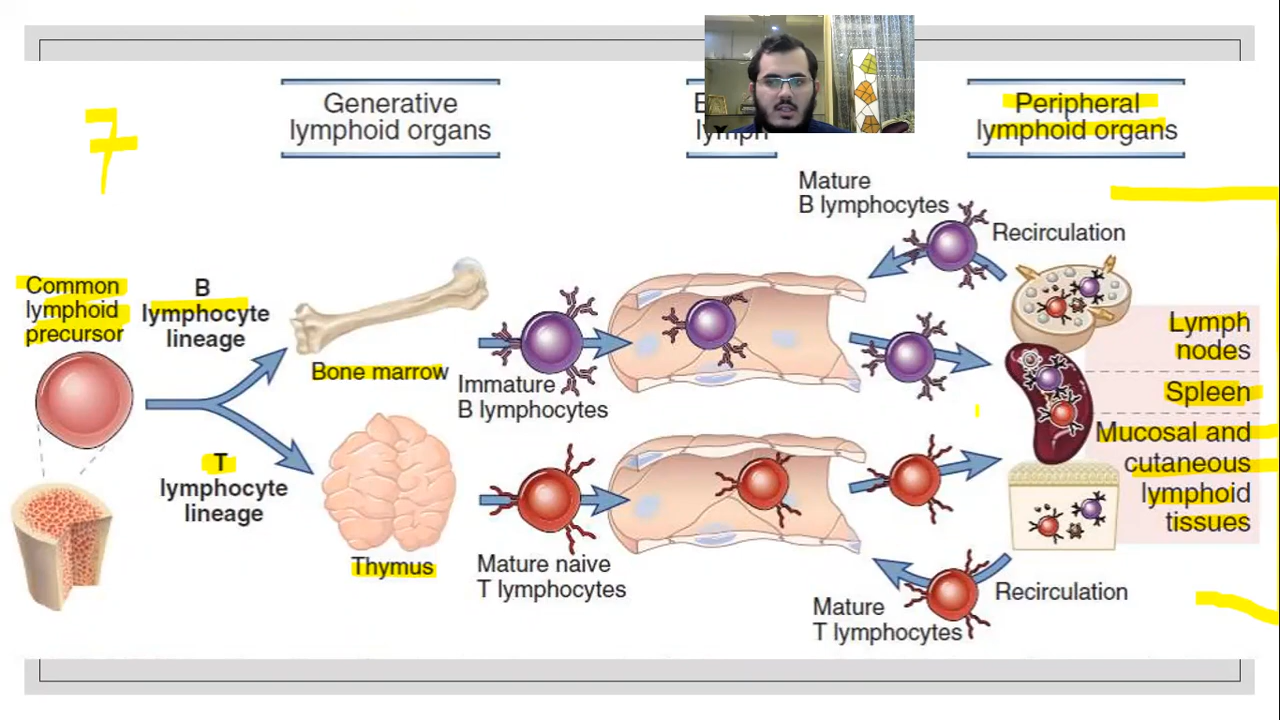 7
Generative
lymphoid organs
lymph
Peripheral
lymphoid organs
Mature
B lymphocytes
Recirculation
Common
lymphoid
precursor
B
lymphocyte
lineage
Bone marrow
Immature
B lymphocytes
Lymph
nodes
Spleen
Mucosal and
cutaneous
lymphoid
tissues
T
lymphocyte
lineage
Thymus
Mature naive
T lymphocytes
Mature
T lymphocytes
Recirculation